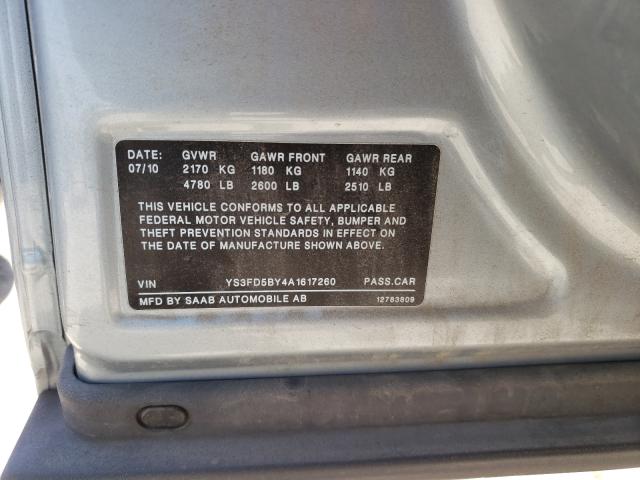 DATE: GVWR GAWR FRONT GAWR REAR
07/10 2170 KG 1180 KG 1140 KG
4780 LB 2600 LB 2510 LB
THIS VEHICLE CONFORMS TO ALL APPLICABLE
FEDERAL MOTOR VEHICLE SAFETY, BUMPER AND
THEFT PREVENTION STANDARDS IN EFFECT ON
THE DATE OF MANUFACTURE SHOWN ABOVE.
VIN YS3FD5BY4A1617260 PASS.CAR
MFD BY SAAB AUTOMOBILE AB 12783809